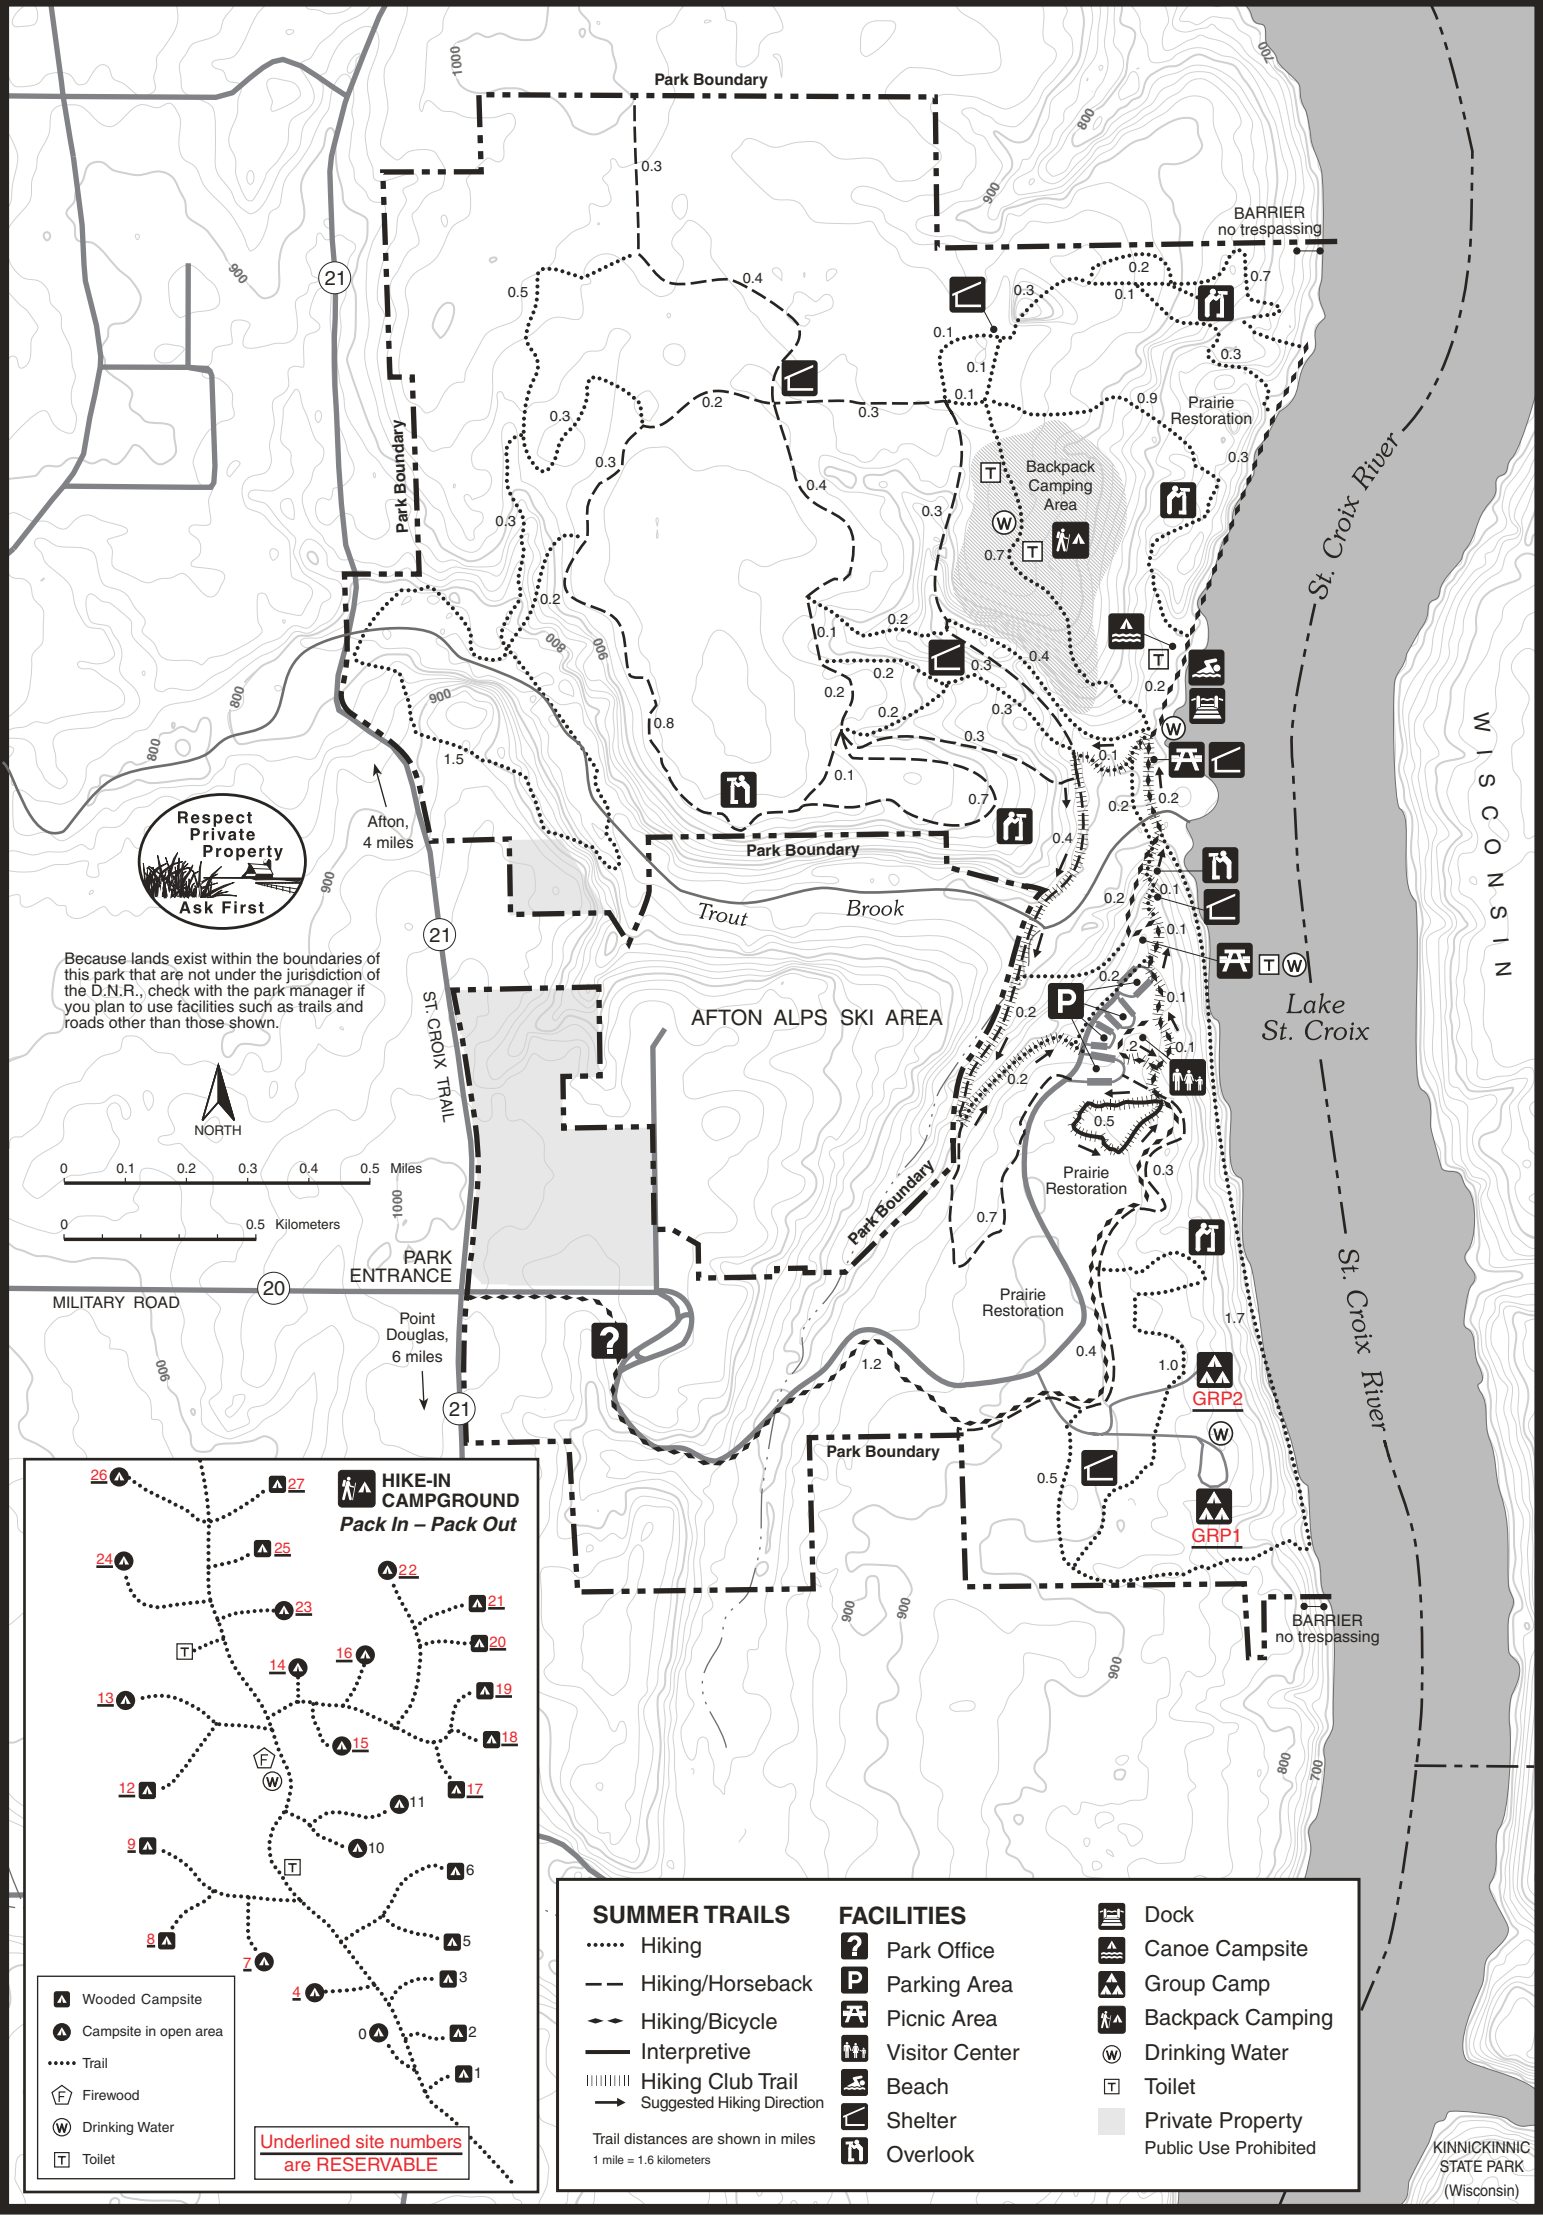 1000
Park Boundary
700
800
0.3
900
BARRIER
no trespassing
21
900
0.5
0.4
0.2
0.3
0.1
0.7
0.1
0.1
0.3
0.1
0.9
Prairie
Restoration
0.2
0.3
0.3
Park Boundary
0.3
0.4
0.3
0.3
T
Backpack
Camping
Area
W
0.7
T
0.3
St. Croix River
0.2
800
900
0.1
0.2
0.3
0.4
T
0.2
0.2
0.2
0.2
0.3
0.3
W
0.1
0.8
0.1
0.7
0.2
0.2
0.4
800
800
900
1.5
Afton,
4 miles
Respect
Private
Property
Ask First
900
Park Boundary
Trout Brook
0.2
0.1
0.1
T W
WISCONSIN
21
Because lands exist within the boundaries of
this park that are not under the jurisdiction of
the D.N.R., check with the park manager if
you plan to use facilities such as trails and
roads other than those shown.
ST. CROIX TRAIL
AFTON ALPS SKI AREA
P
0.2
0.2
0.1
0.1
.2
0.2
Lake
St. Croix
NORTH
0 0.1 0.2 0.3 0.4 0.5 Miles
0 0.5 Kilometers
1000
0.5
Prairie
Restoration
0.3
0.7
Park Boundary
PARK
ENTRANCE
20
MILITARY ROAD
Point
Douglas,
6 miles
900
21
?
Prairie
Restoration
1.2
0.4
1.0
1.7
St. Croix River
GRP2
W
GRP1
Park Boundary
0.5
BARRIER
no trespassing
900
900
900
800
700
HIKE-IN
CAMPGROUND
Pack In – Pack Out
26
27
24
25
22
23
21
20
T
14
16
13
19
15
18
F
W
12
17
11
9
10
T
6
8
5
7
4
3
0
2
1
Wooded Campsite
Campsite in open area
Trail
F Firewood
W Drinking Water
T Toilet
Underlined site numbers
are RESERVABLE
SUMMER TRAILS
Hiking
Hiking/Horseback
Hiking/Bicycle
Interpretive
Hiking Club Trail
Suggested Hiking Direction
Trail distances are shown in miles
1 mile = 1.6 kilometers
FACILITIES
? Park Office
P Parking Area
Picnic Area
Visitor Center
Beach
Shelter
Overlook
Dock
Canoe Campsite
Group Camp
Backpack Camping
W Drinking Water
T Toilet
Private Property
Public Use Prohibited
KINNICKINNIC
STATE PARK
(Wisconsin)